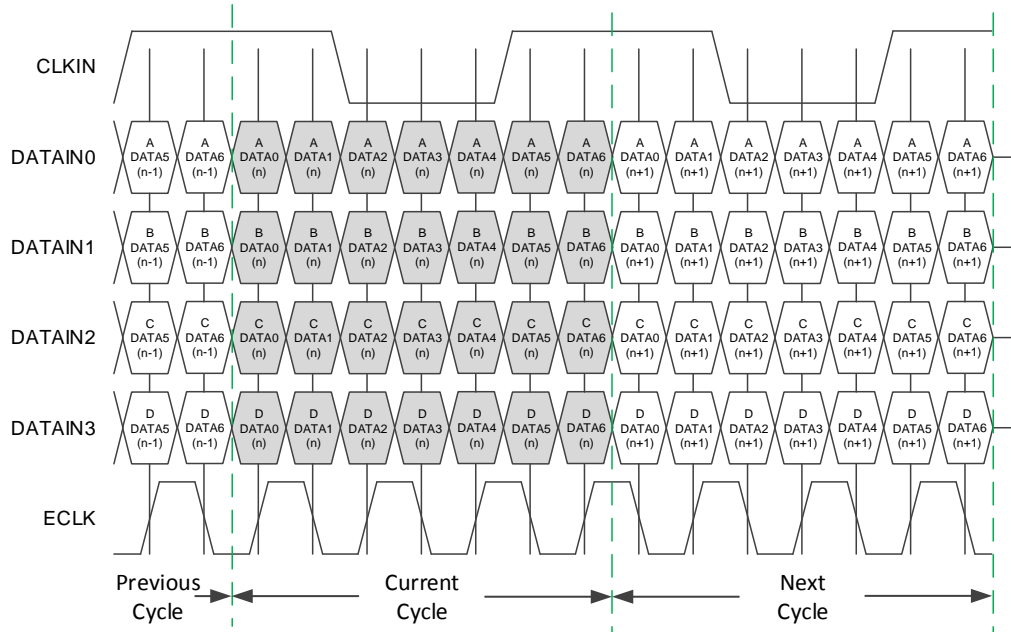 CLKIN
DATAIN0
A A A A A A A A A A A A A A A A
DATA5 DATA6 DATA0 DATA1 DATA2 DATA3 DATA4 DATA5 DATA6 DATA0 DATA1 DATA2 DATA3 DATA4 DATA5 DATA6
(n-1) (n-1) (n) (n) (n) (n) (n) (n) (n) (n+1) (n+1) (n+1) (n+1) (n+1) (n+1) (n+1)
DATAIN1
B B B B B B B B B B B B B B B B
DATA5 DATA6 DATA0 DATA1 DATA2 DATA3 DATA4 DATA5 DATA6 DATA0 DATA1 DATA2 DATA3 DATA4 DATA5 DATA6
(n-1) (n-1) (n) (n) (n) (n) (n) (n) (n) (n+1) (n+1) (n+1) (n+1) (n+1) (n+1) (n+1)
DATAIN2
C C C C C C C C C C C C C C C C
DATA5 DATA6 DATA0 DATA1 DATA2 DATA3 DATA4 DATA5 DATA6 DATA0 DATA1 DATA2 DATA3 DATA4 DATA5 DATA6
(n-1) (n-1) (n) (n) (n) (n) (n) (n) (n) (n+1) (n+1) (n+1) (n+1) (n+1) (n+1) (n+1)
DATAIN3
D D D D D D D D D D D D D D D D
DATA5 DATA6 DATA0 DATA1 DATA2 DATA3 DATA4 DATA5 DATA6 DATA0 DATA1 DATA2 DATA3 DATA4 DATA5 DATA6
(n-1) (n-1) (n) (n) (n) (n) (n) (n) (n) (n+1) (n+1) (n+1) (n+1) (n+1) (n+1) (n+1)
ECLK
Previous
Cycle
Current
Cycle
Next
Cycle